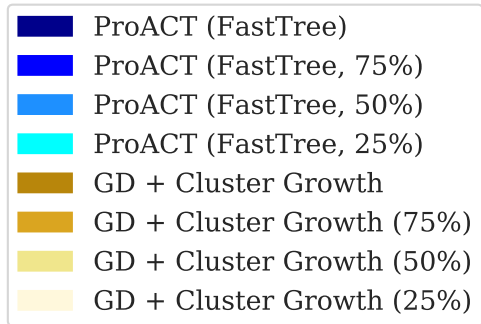 ProACT (FastTree)
ProACT (FastTree, 75%)
ProACT (FastTree, 50%)
ProACT (FastTree, 25%)
GD + Cluster Growth
GD + Cluster Growth (75%)
GD + Cluster Growth (50%)
GD + Cluster Growth (25%)